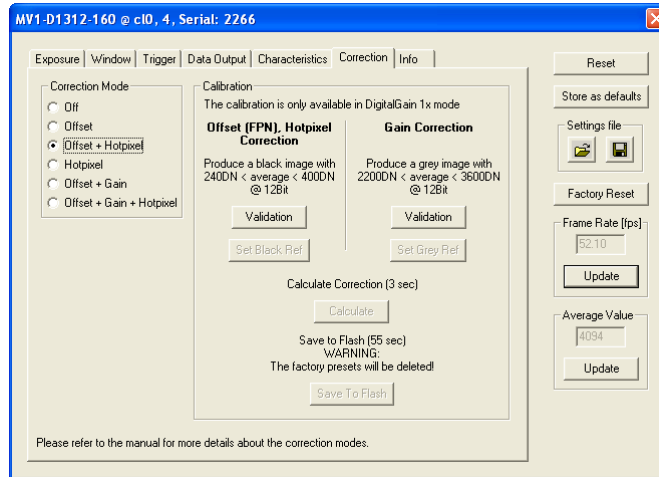 MV1-D1312-160 @ cl0, 4, Serial: 2266
Exposure
Window
Trigger
Data Output
Characteristics
Correction
Info
Correction Mode
Off
Offset
Offset + Hotpixel
Hotpixel
Offset + Gain
Offset + Gain + Hotpixel
Calibration
The calibration is only available in DigitalGain 1x mode
Offset (FPN), Hotpixel
Correction
Produce a black image with
240DN < average < 400DN
@ 12Bit
Validation
Set Black Ref
Gain Correction
Produce a grey image with
2200DN < average < 3600DN
@ 12Bit
Validation
Set Grey Ref
Calculate Correction (3 sec)
Calculate
Save to Flash (55 sec)
WARNING:
The factory presets will be deleted!
Save To Flash
Please refer to the manual for more details about the correction modes.
Reset
Store as defaults
Settings file
Factory Reset
Frame Rate [fps]
52.10
Update
Average Value
4094
Update